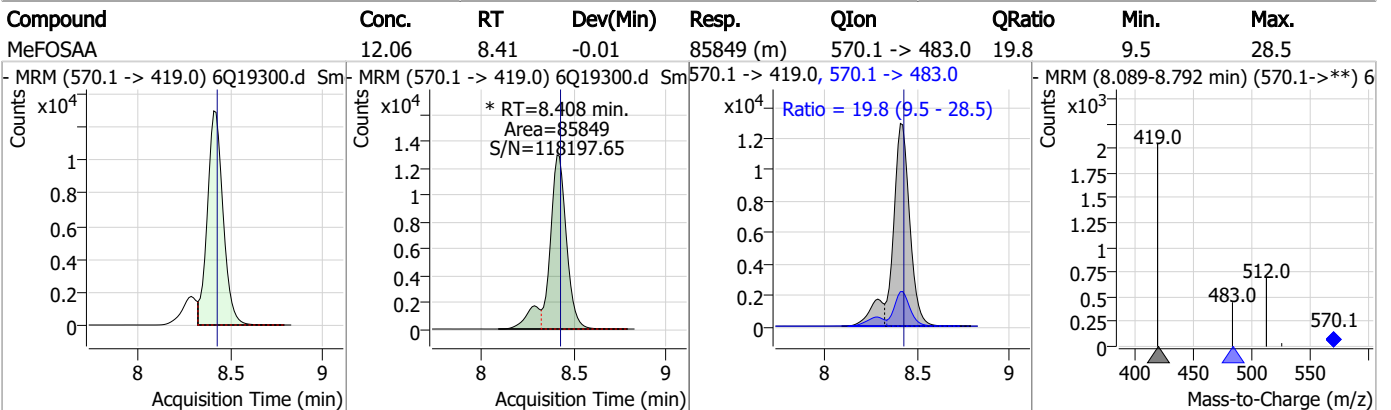 Compound Conc. RT Dev(Min) Resp. QIon QRatio Min. Max.
MeFOSAA 12.06 8.41 -0.01 85849 (m) 570.1 -> 483.0 19.8 9.5 28.5
- MRM (570.1 -> 419.0) 6Q19300.d Sm
Counts
x10^4
1
0.8
0.6
0.4
0.2
0
8 8.5 9
Acquisition Time (min)
- MRM (570.1 -> 419.0) 6Q19300.d Sm
Counts
x10^4
* RT=8.408 min.
Area=85849
S/N=118197.65
1.4
1.2
1
0.8
0.6
0.4
0.2
0
8 8.5 9
Acquisition Time (min)
570.1 -> 419.0, 570.1 -> 483.0
Counts
x10^4
Ratio = 19.8 (9.5 - 28.5)
1.2
1
0.8
0.6
0.4
0.2
0
8 8.5 9
Acquisition Time (min)
- MRM (8.089-8.792 min) (570.1->**) 6
Counts
x10^3
419.0
2
1.75
1.5
1.25
1
0.75
0.5
0.25
0
512.0
483.0
570.1
400 450 500 550
Mass-to-Charge (m/z)